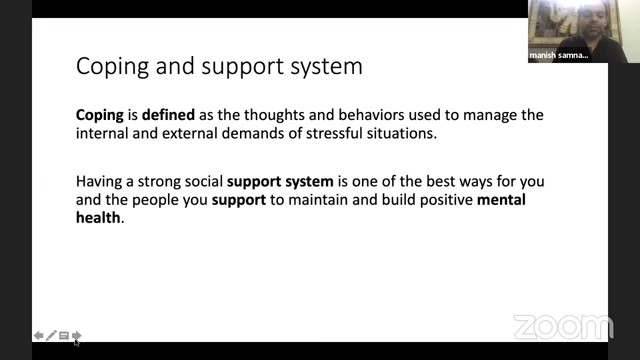 manish samna...
Coping and support system
Coping is defined as the thoughts and behaviors used to manage the
internal and external demands of stressful situations.
Having a strong social support system is one of the best ways for you
and the people you support to maintain and build positive mental
health.
zoom